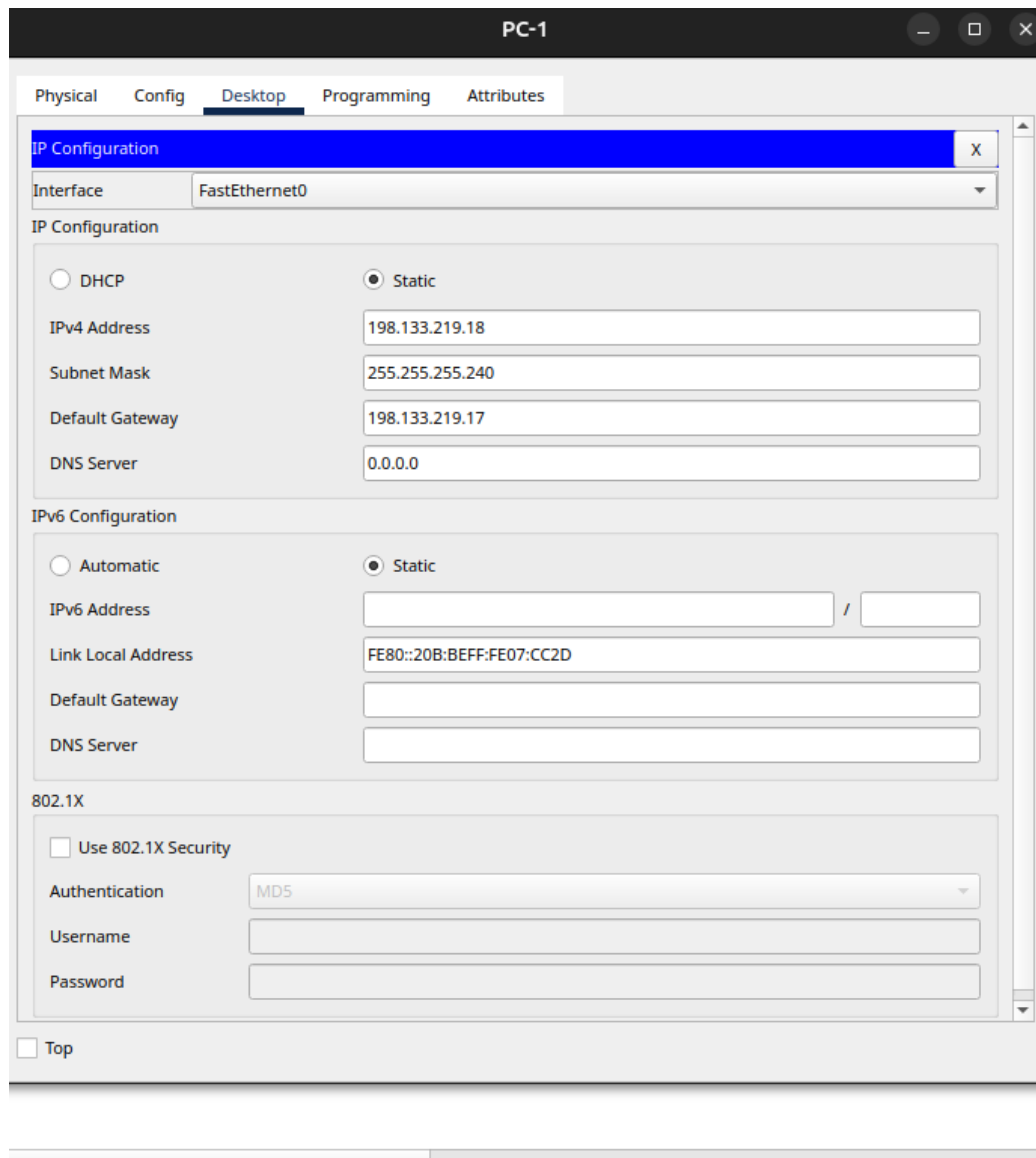 PC-1
Physical Config Desktop Programming Attributes
IP Configuration X
Interface FastEthernet0
IP Configuration
DHCP Static
IPv4 Address 198.133.219.18
Subnet Mask 255.255.255.240
Default Gateway 198.133.219.17
DNS Server 0.0.0.0
IPv6 Configuration
Automatic Static
IPv6 Address /
Link Local Address FE80::20B:BEFF:FE07:CC2D
Default Gateway
DNS Server
802.1X
Use 802.1X Security
Authentication MD5
Username
Password
Top